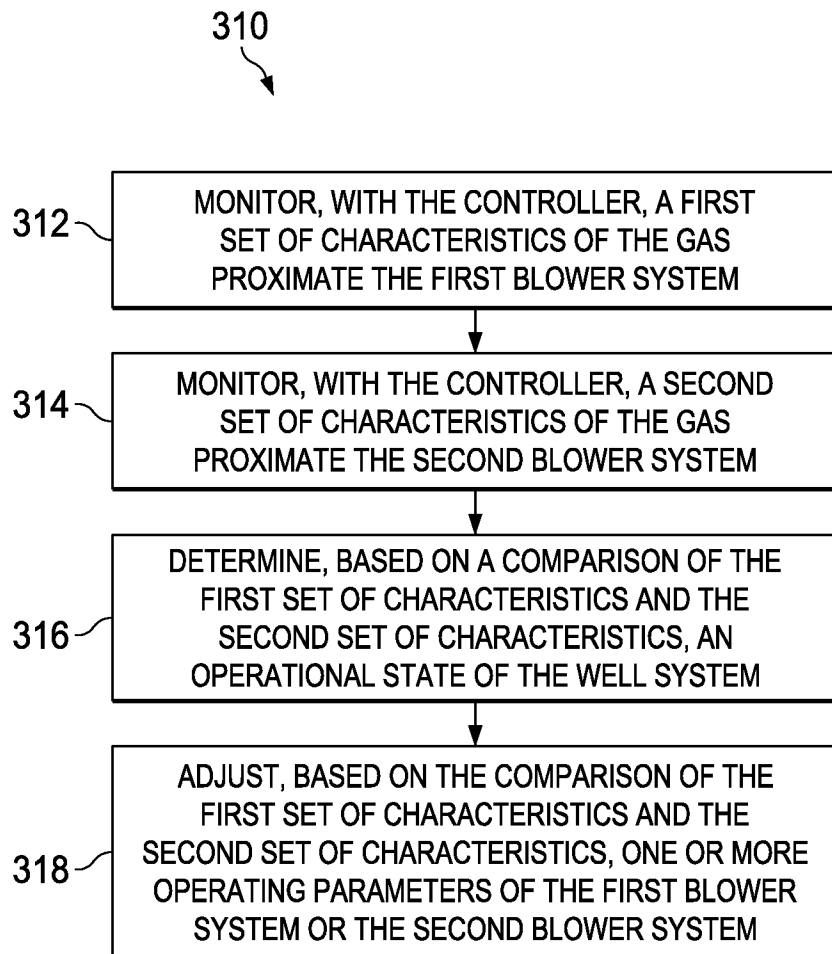 310
312
MONITOR, WITH THE CONTROLLER, A FIRST
SET OF CHARACTERISTICS OF THE GAS
PROXIMATE THE FIRST BLOWER SYSTEM
314
MONITOR, WITH THE CONTROLLER, A SECOND
SET OF CHARACTERISTICS OF THE GAS
PROXIMATE THE SECOND BLOWER SYSTEM
316
DETERMINE, BASED ON A COMPARISON OF THE
FIRST SET OF CHARACTERISTICS AND THE
SECOND SET OF CHARACTERISTICS, AN
OPERATIONAL STATE OF THE WELL SYSTEM
318
ADJUST, BASED ON THE COMPARISON OF THE
FIRST SET OF CHARACTERISTICS AND THE
SECOND SET OF CHARACTERISTICS, ONE OR MORE
OPERATING PARAMETERS OF THE FIRST BLOWER
SYSTEM OR THE SECOND BLOWER SYSTEM